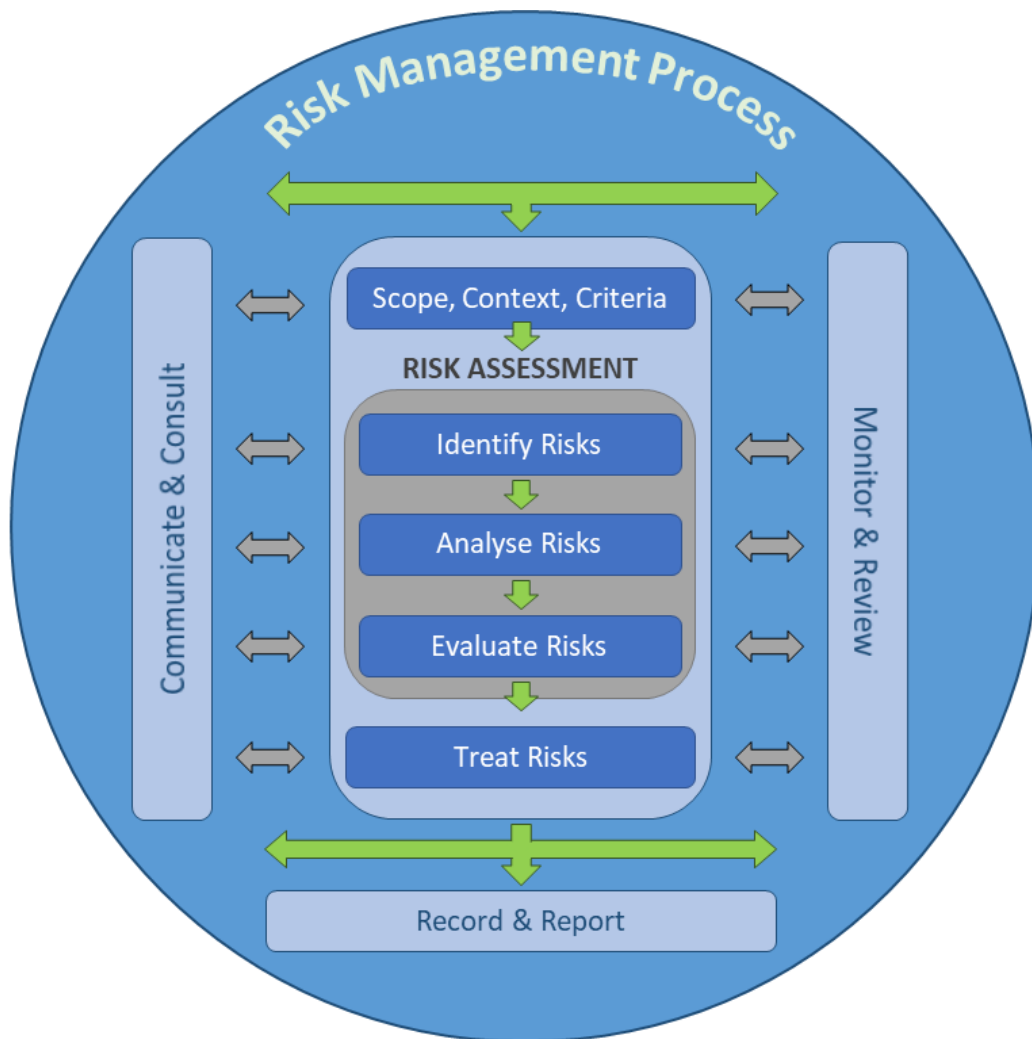 Risk Management Process
Communicate & Consult
Scope, Context, Criteria
RISK ASSESSMENT
Identify Risks
Analyse Risks
Evaluate Risks
Treat Risks
Monitor & Review
Record & Report